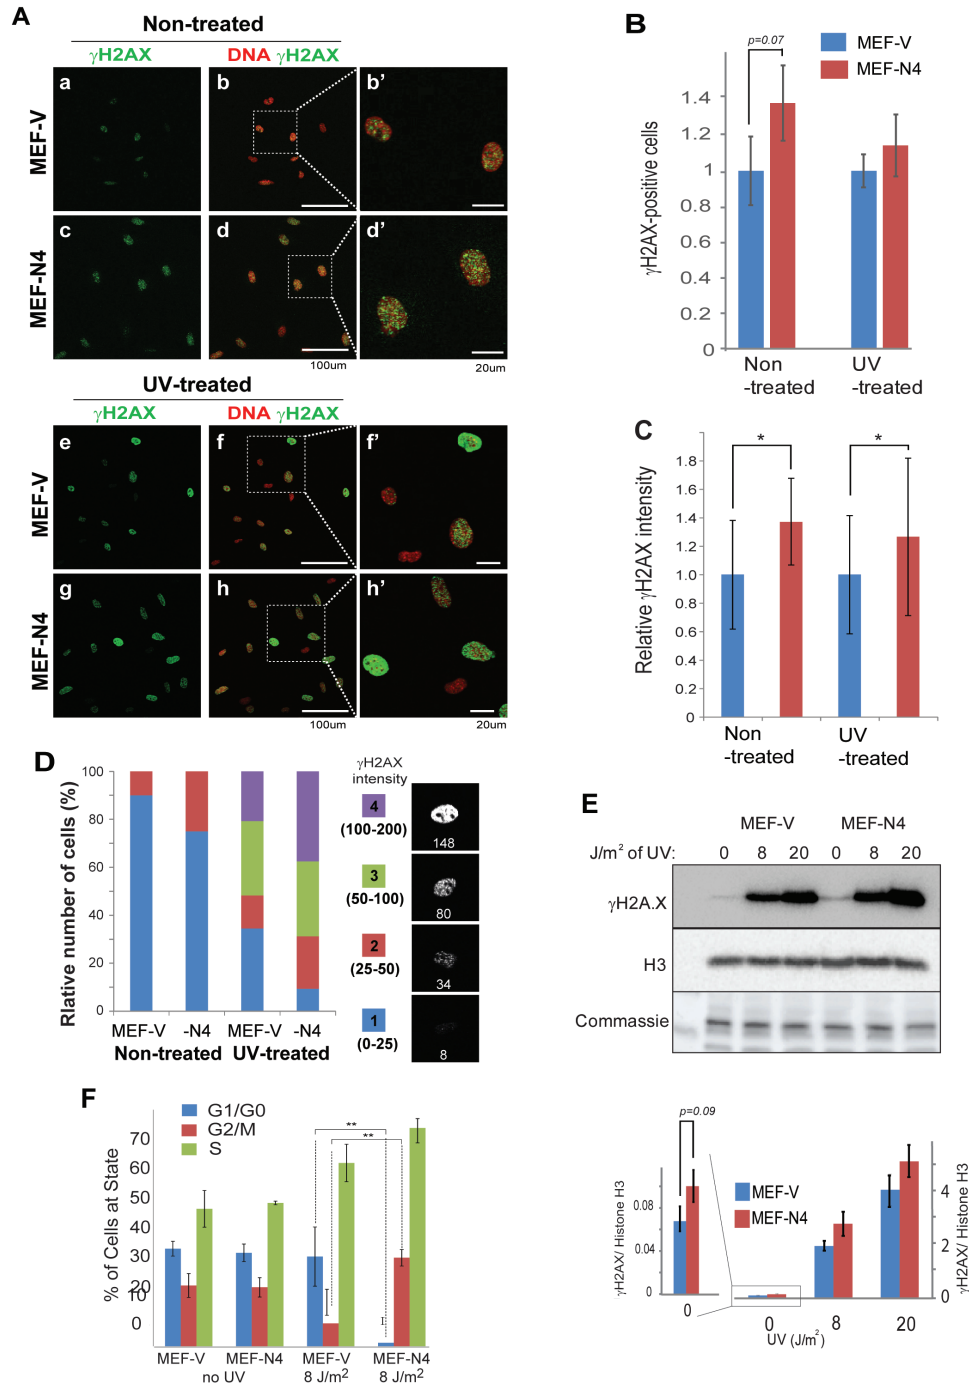 A
Non-treated
γH2AX
DNA γH2AX
MEF-V
a
b
b'
MEF-N4
c
d
d'
100um
20um
UV-treated
γH2AX
DNA γH2AX
MEF-V
e
f
f'
MEF-N4
g
h
h'
100um
20um
B
p=0.07
MEF-V
MEF-N4
γH2AX-positive cells
1.4
1.2
1
0.8
0.6
0.4
0.2
0
Non
-treated
UV
-treated
C
*
*
Relative γH2AX intensity
1.8
1.6
1.4
1.2
1.0
0.8
0.6
0.4
0.2
0
Non
-treated
UV
-treated
D
Rlative number of cells (%)
100
80
60
40
20
0
MEF-V
-N4
MEF-V
-N4
Non-treated
UV-treated
γH2AX
intensity
4
(100-200)
148
3
(50-100)
80
2
(25-50)
34
1
(0-25)
8
E
MEF-V
MEF-N4
J/m² of UV: 0 8 20 0 8 20
γH2A.X
H3
Commassie
p=0.09
γH2AX/ Histone H3
0.08
0.04
0
0
MEF-V
MEF-N4
4
2
0
γH2AX/ Histone H3
0
8
20
UV (J/m²)
F
G1/G0
G2/M
S
**
**
% of Cells at State
70
60
50
40
30
20
10
0
MEF-V
MEF-N4
MEF-V
MEF-N4
no UV
8 J/m²
8 J/m²